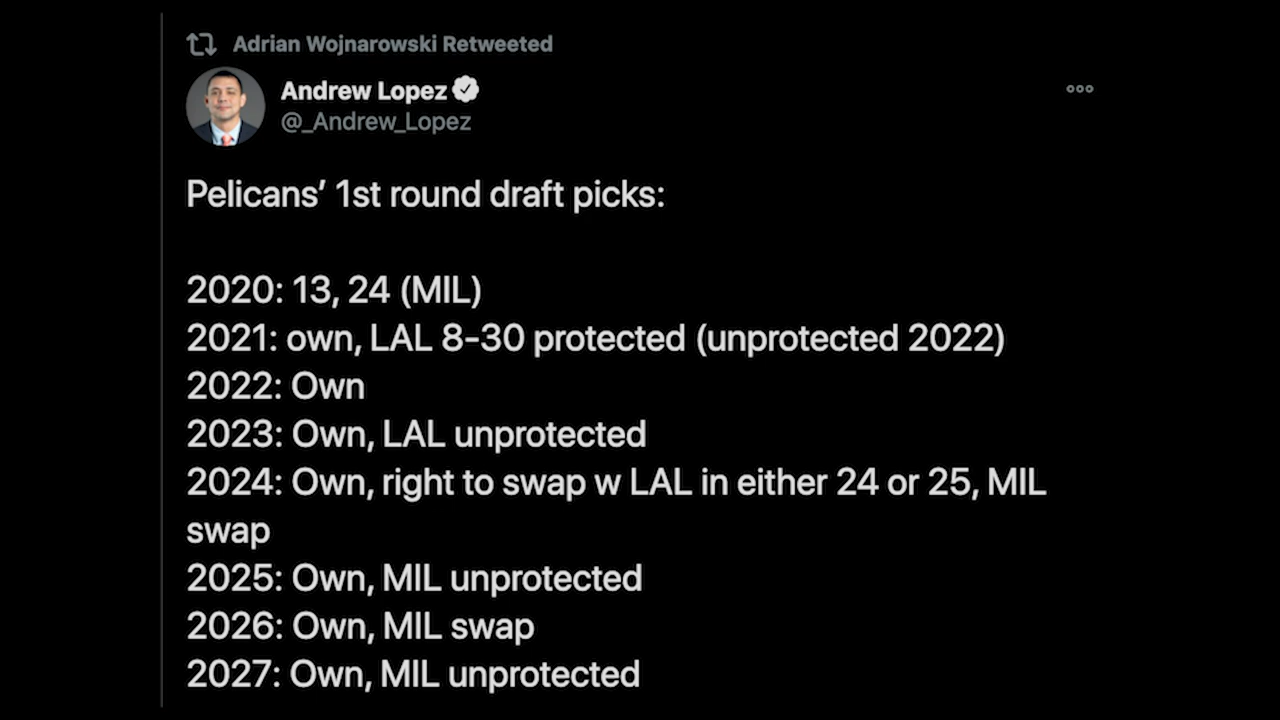 Adrian Wojnarowski Retweeted
Andrew Lopez
@_Andrew_Lopez
Pelicans’ 1st round draft picks:
2020: 13, 24 (MIL)
2021: own, LAL 8-30 protected (unprotected 2022)
2022: Own
2023: Own, LAL unprotected
2024: Own, right to swap w LAL in either 24 or 25, MIL
swap
2025: Own, MIL unprotected
2026: Own, MIL swap
2027: Own, MIL unprotected